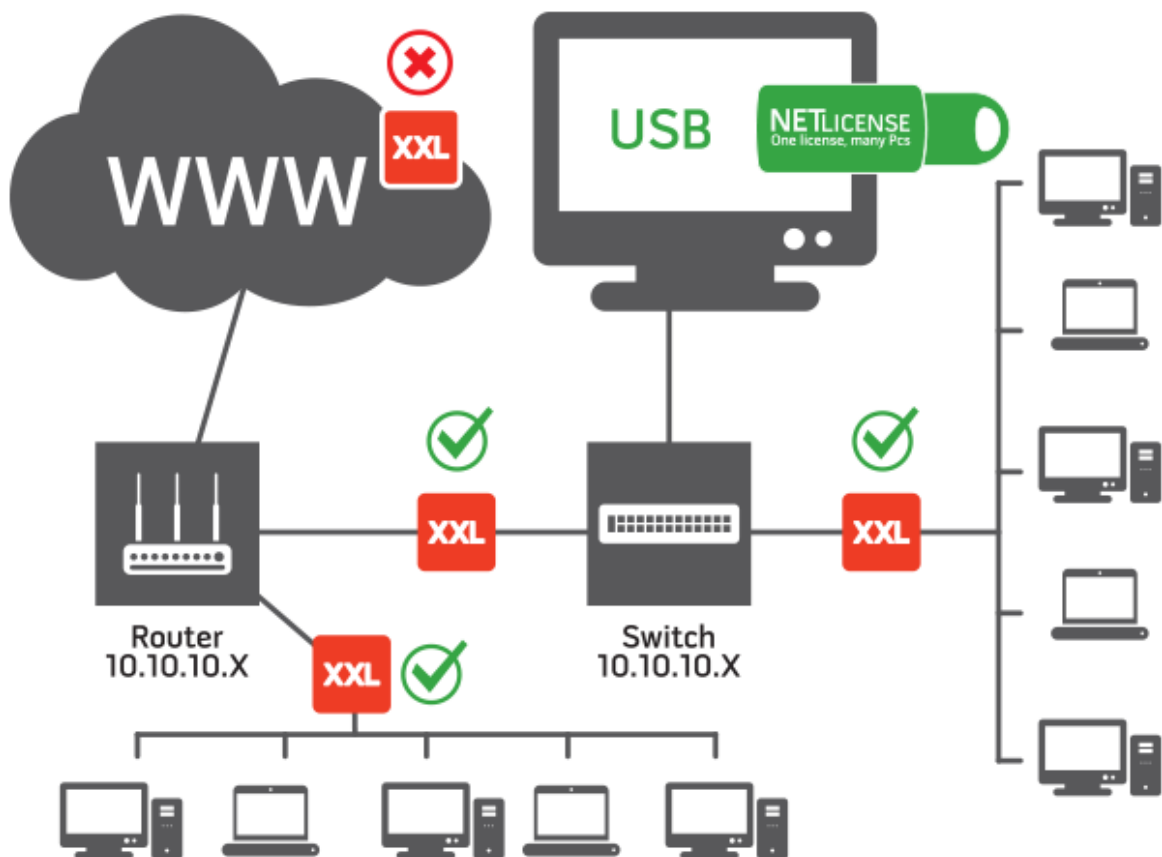 XXL
WWW
USB
NETLICENSE
One license, many Pcs
XXL
XXL
Router
10.10.10.X
Switch
10.10.10.X
XXL